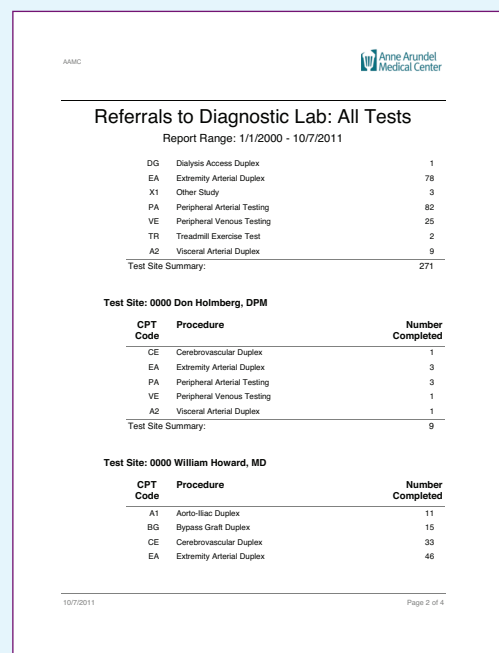 AAMC
Anne Arundel
Medical Center
Referrals to Diagnostic Lab: All Tests
Report Range: 1/1/2000 - 10/7/2011
DG Dialysis Access Duplex 1
EA Extremity Arterial Duplex 78
X1 Other Study 3
PA Peripheral Arterial Testing 82
VE Peripheral Venous Testing 25
TR Treadmill Exercise Test 2
A2 Visceral Arterial Duplex 9
Test Site Summary: 271
Test Site: 0000 Don Holmberg, DPM
CPT Procedure Number
Code Completed
CE Cerebrovascular Duplex 1
EA Extremity Arterial Duplex 3
PA Peripheral Arterial Testing 3
VE Peripheral Venous Testing 1
A2 Visceral Arterial Duplex 1
Test Site Summary: 9
Test Site: 0000 William Howard, MD
CPT Procedure Number
Code Completed
A1 Aorto-Iliac Duplex 11
BG Bypass Graft Duplex 15
CE Cerebrovascular Duplex 33
EA Extremity Arterial Duplex 46
10/7/2011 Page 2 of 4